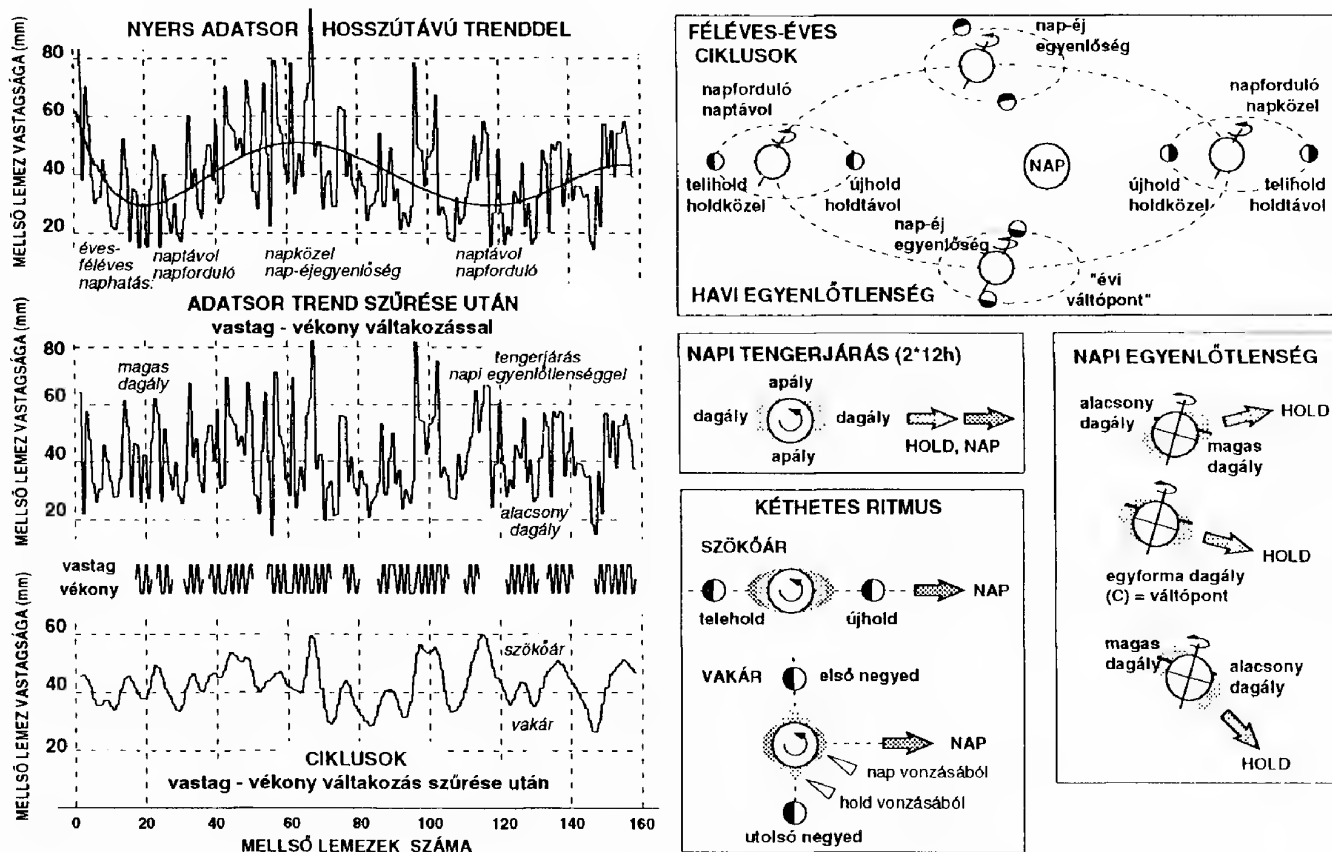 NYERS ADATSOR HOSSZÚTÁVÚ TRENDDEL
MELLSŐ LEMEZ VASTAGSÁGA (mm)
80
60
40
20
éves-
féléves
naphatás:
naptávol
napforduló
napközel
nap-éjegyenlőség
naptávol
napforduló
ADATSOR TREND SZŰRÉSE UTÁN
vastag - vékony váltakozással
MELLSŐ LEMEZ VASTAGSÁGA (mm)
80
60
40
20
magas
dagály
tengerjárás
napi egyenlőtlenséggel
alacsony
dagály
vastag
vékony
MELLSŐ LEMEZ VASTAGSÁGA (mm)
60
40
20
szökőár
vakár
CIKLUSOK
vastag - vékony váltakozás szűrése után
0 20 40 60 80 100 120 140 160
MELLSŐ LEMEZEK SZÁMA
FÉLÉVES-ÉVES
CIKLUSOK
nap-éj
egyenlőség
napforduló
naptávol
napforduló
napközel
NAP
telihold
holdközel
újhold
holdtávol
újhold
holdközel
telihold
holdtávol
nap-éj
egyenlőség
"évi
váltópont"
HAVI EGYENLŐTLENSÉG
NAPI TENGERJÁRÁS (2*12h)
apály
dagály
dagály
apály
HOLD, NAP
KÉTHETES RITMUS
SZÖKŐÁR
telehold
újhold
NAP
VAKÁR
első negyed
NAP
nap vonzásából
hold vonzásából
utolsó negyed
NAPI EGYENLŐTLENSÉG
alacsony
dagály
HOLD
magas
dagály
HOLD
egyforma dagály
(C) = váltópont
magas
dagály
alacsony
dagály
HOLD